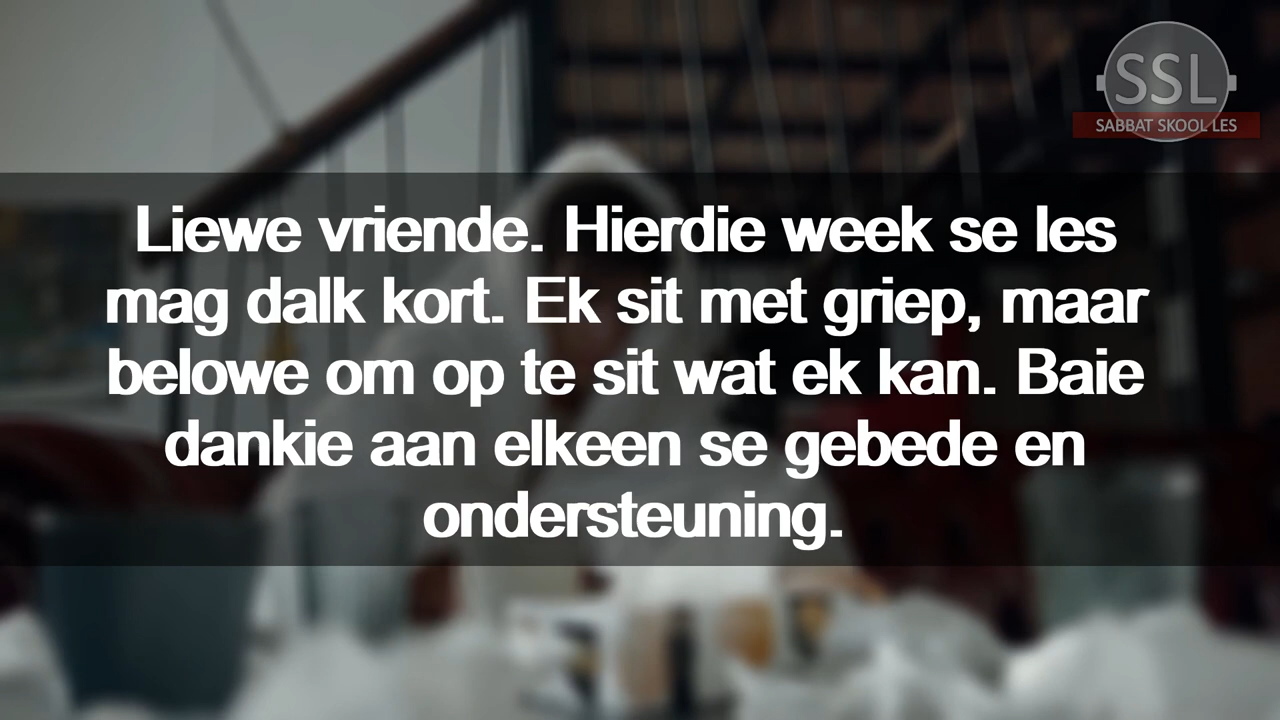 SSL
SABBAT SKOOL LES
Liewe vriende. Hierdie week se les
mag dalk kort. Ek sit met griep, maar
belowe om op te sit wat ek kan. Baie
dankie aan elkeen se gebede en
ondersteuning.